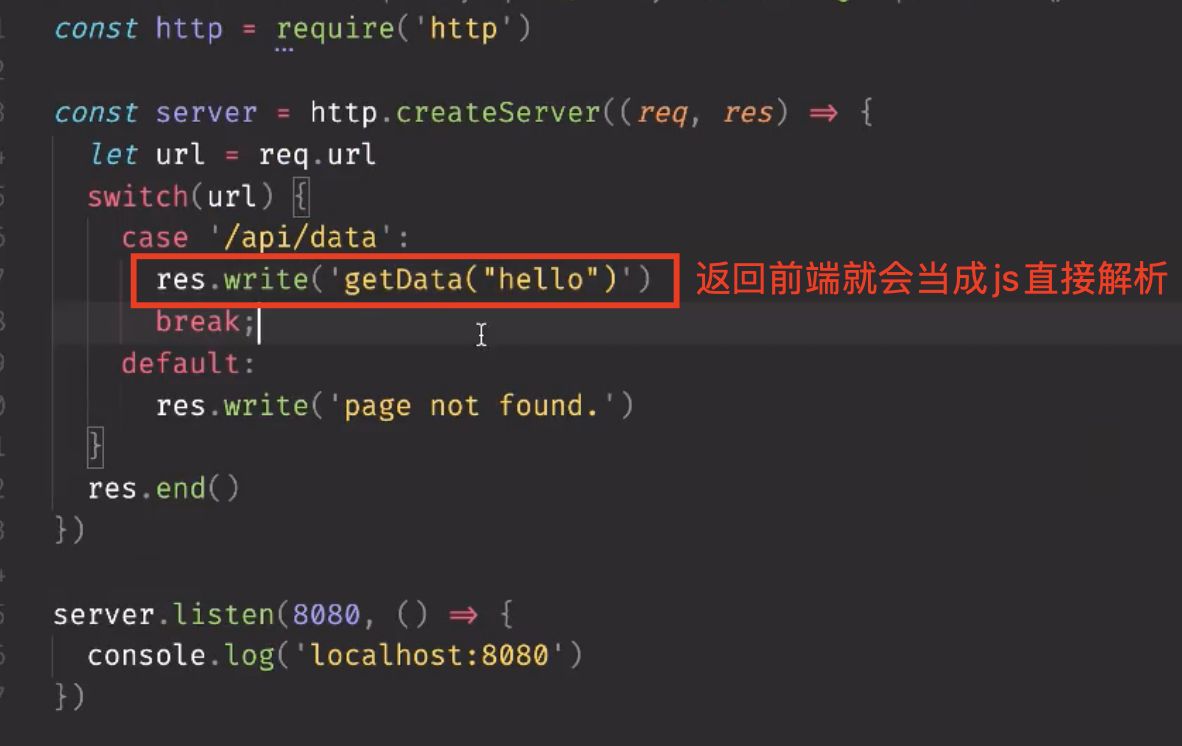 const http = require('http')
const server = http.createServer((req, res) => {
let url = req.url
switch(url) {
case '/api/data':
res.write('getData("hello")') 返回前端就会当成js直接解析
break;
default:
res.write('page not found.')
}
res.end()
})
server.listen(8080, () => {
console.log('localhost:8080')
})